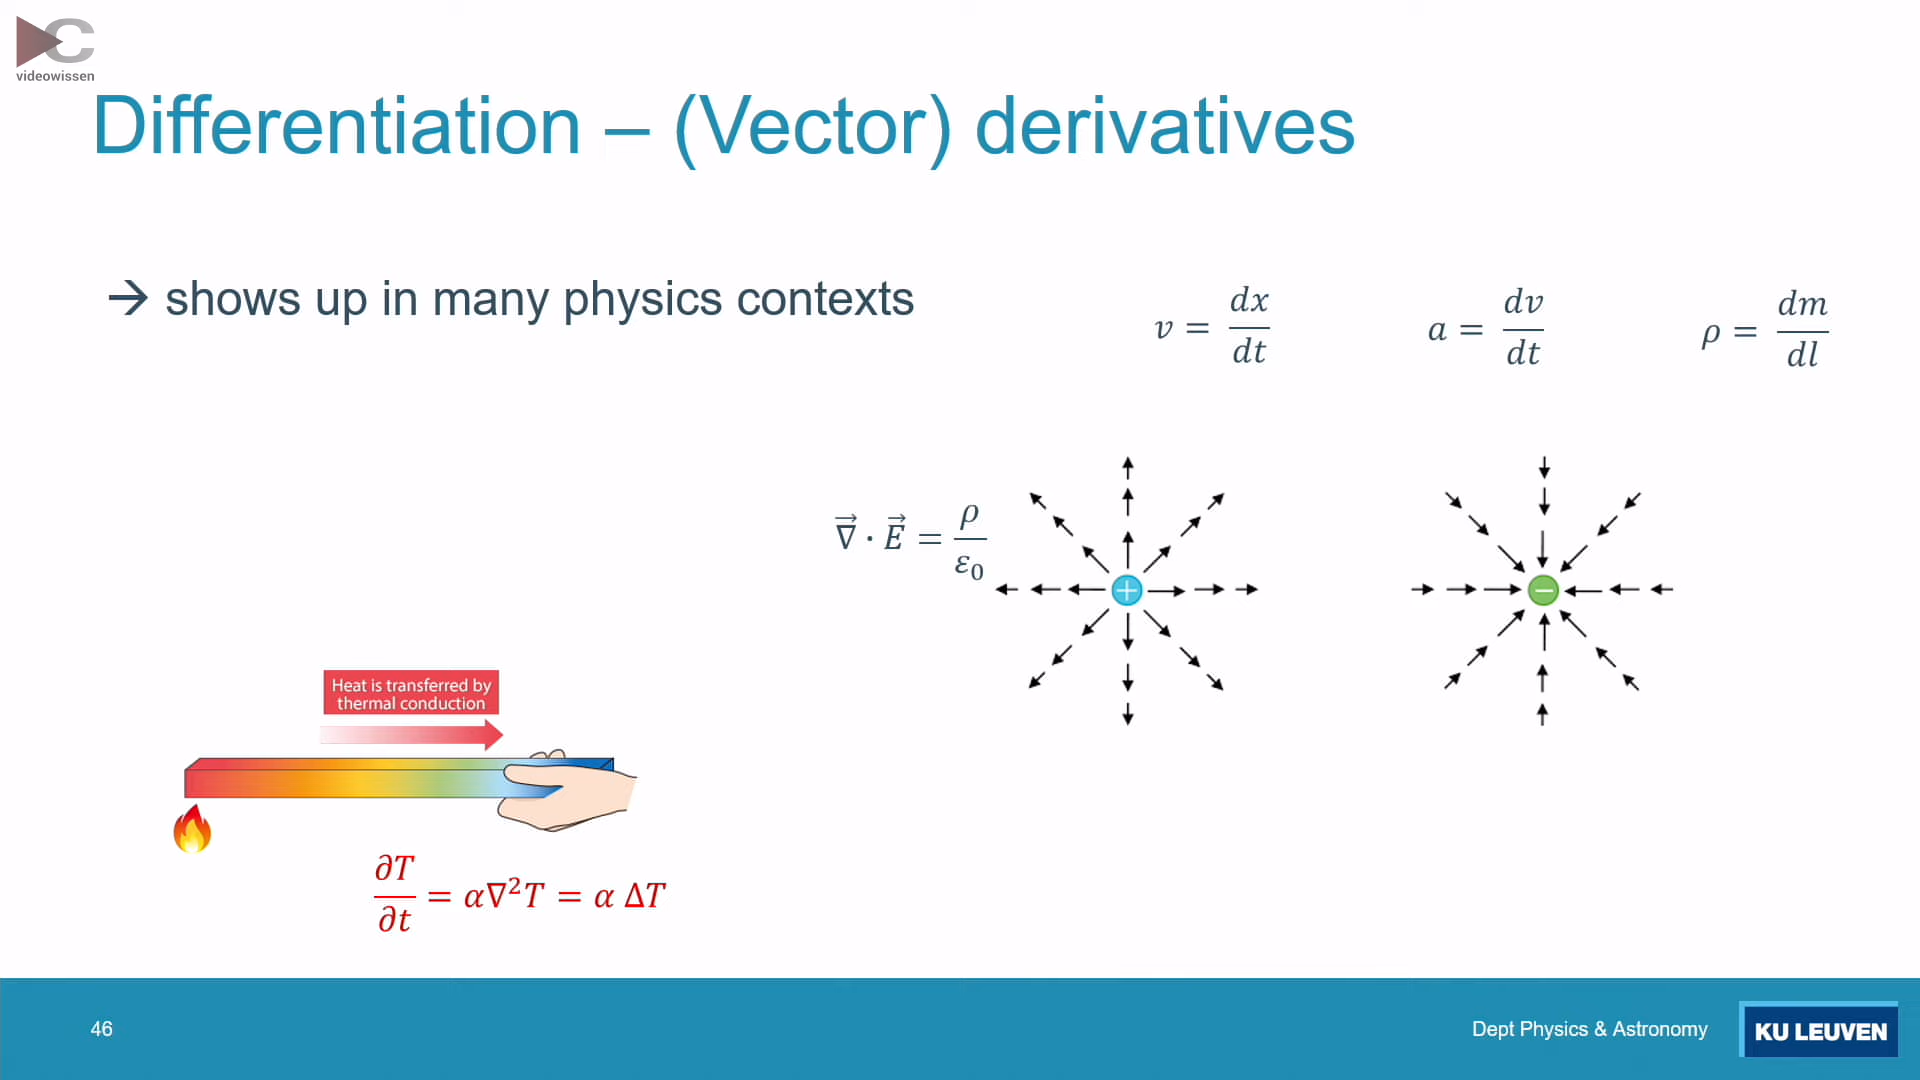 C
videowissen
Differentiation – (Vector) derivatives
→ shows up in many physics contexts
v = dx/dt
a = dv/dt
ρ = dm/dl
∇⃗ · E⃗ = ρ/ε₀
+
−
Heat is transferred by
thermal conduction
∂T/∂t = α∇²T = α ΔT
46
Dept Physics & Astronomy
KU LEUVEN